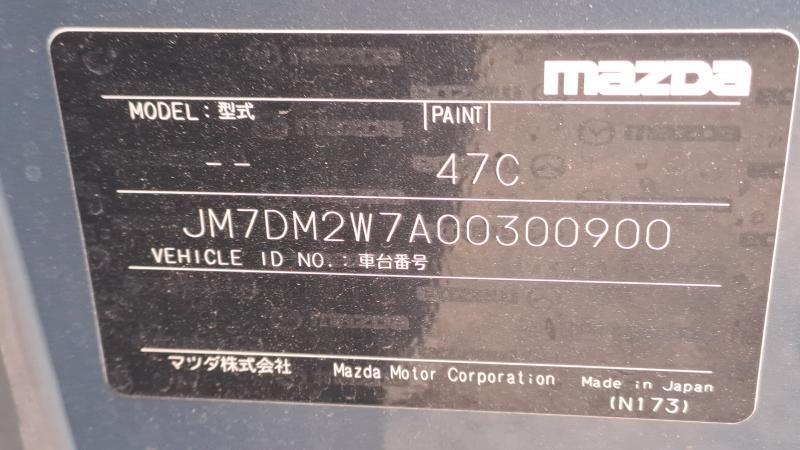 mazda
MODEL : 型式 PAINT
-- 47C
JM7DM2W7A00300900
VEHICLE ID NO. : 車台番号
マツダ株式会社 Mazda Motor Corporation Made in Japan
(N173)